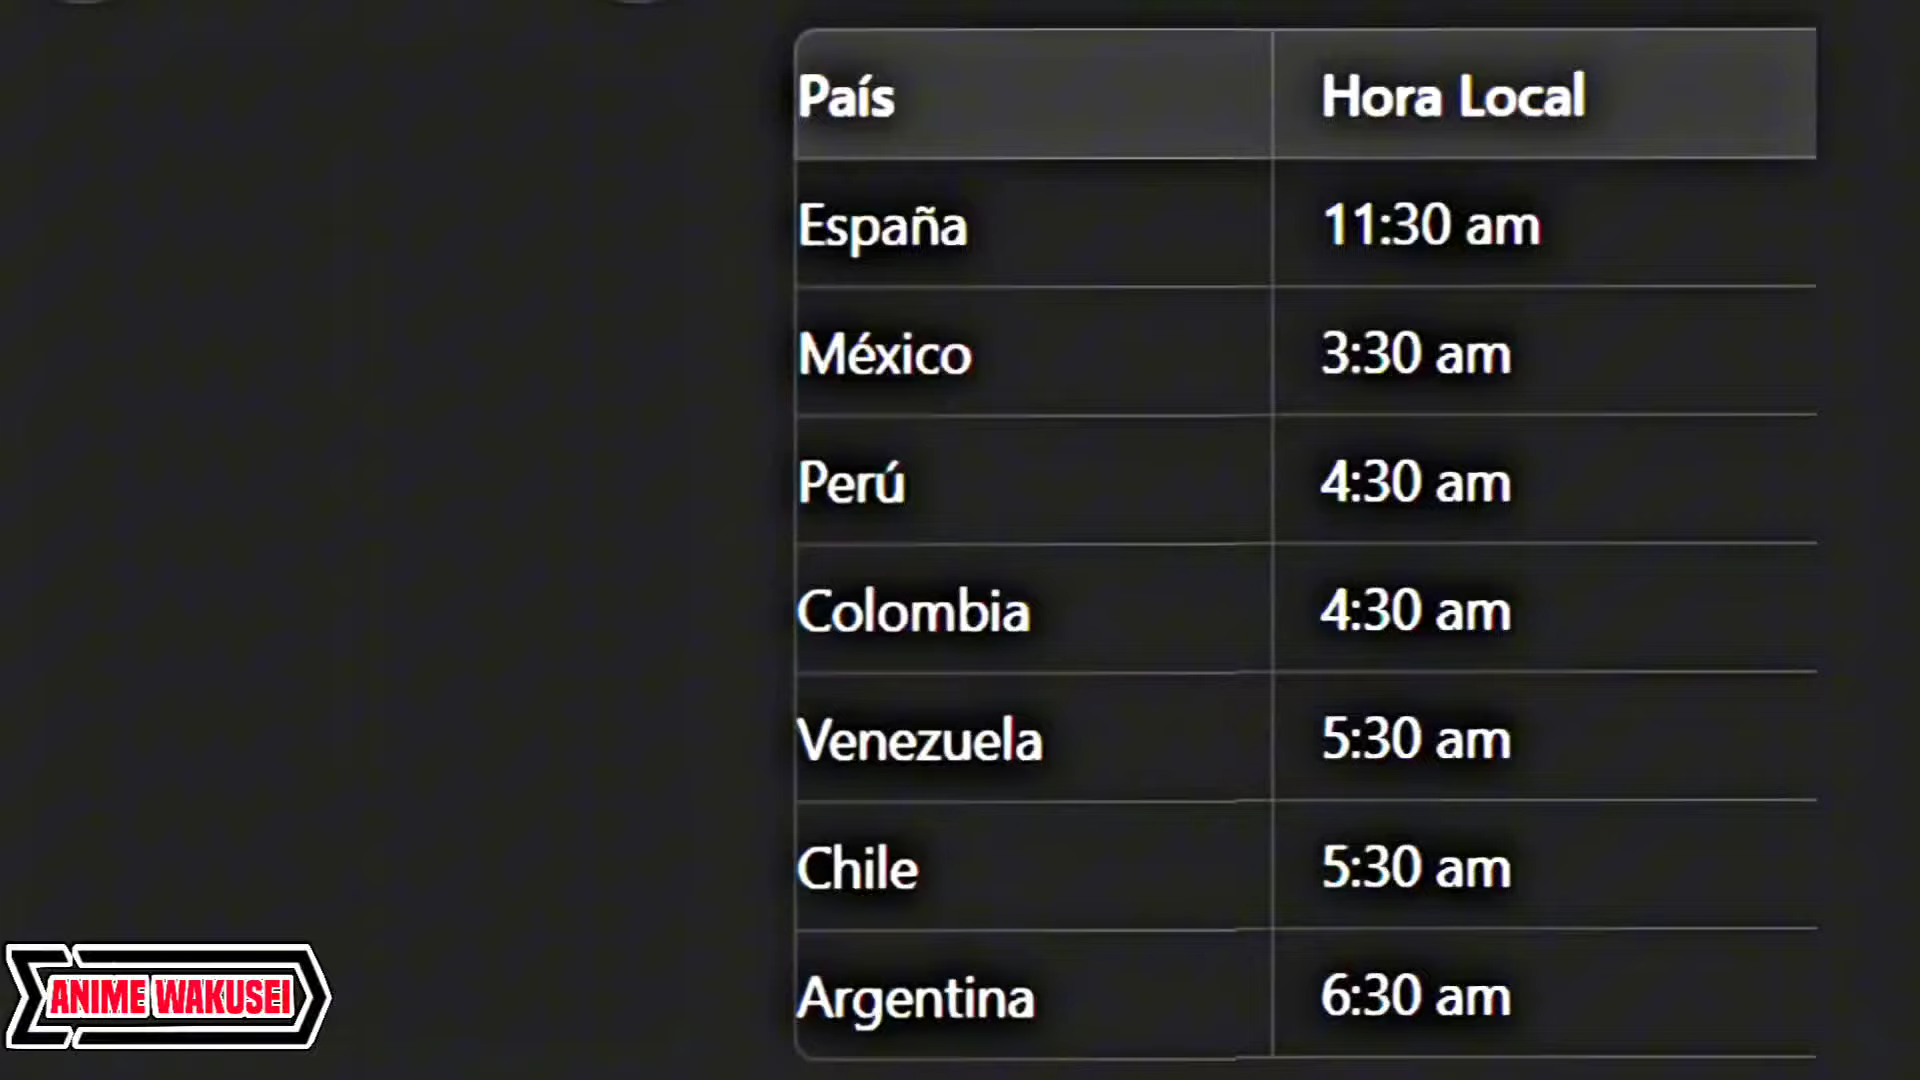 País Hora Local
España 11:30 am
México 3:30 am
Perú 4:30 am
Colombia 4:30 am
Venezuela 5:30 am
Chile 5:30 am
Argentina 6:30 am
ANIME WAKUSEI